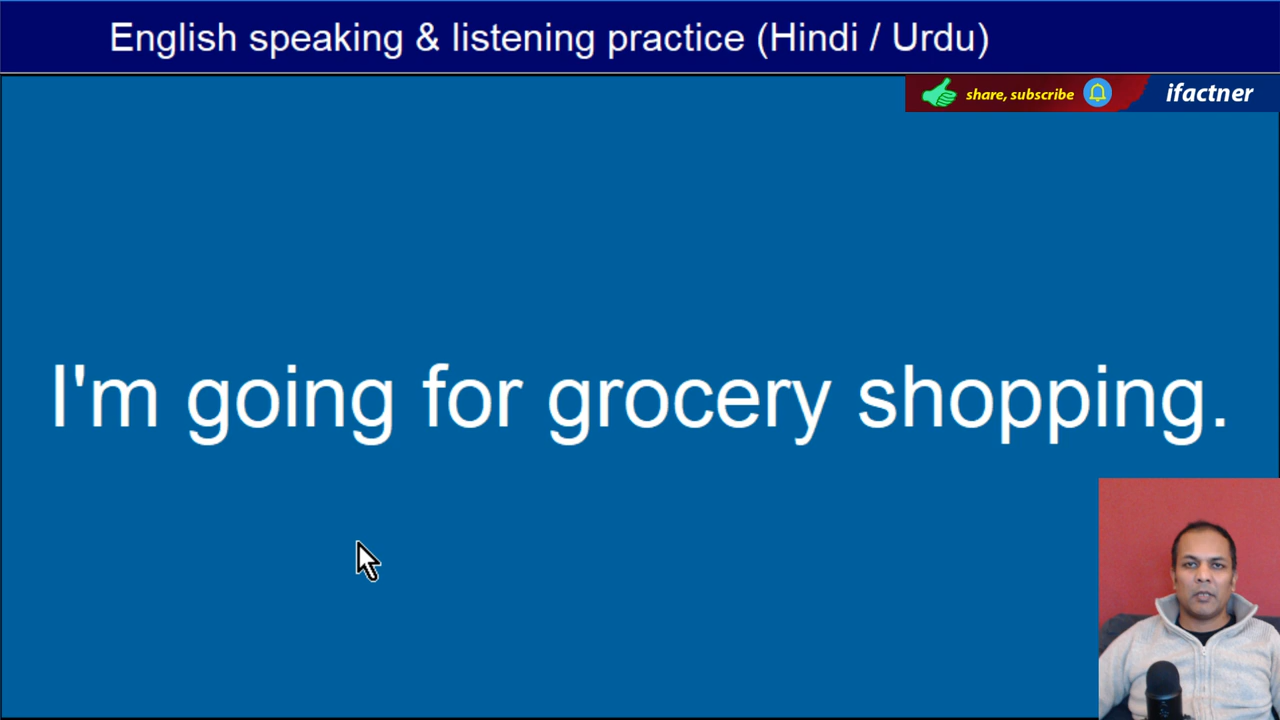 English speaking & listening practice (Hindi / Urdu)
share, subscribe
ifactner
I'm going for grocery shopping.